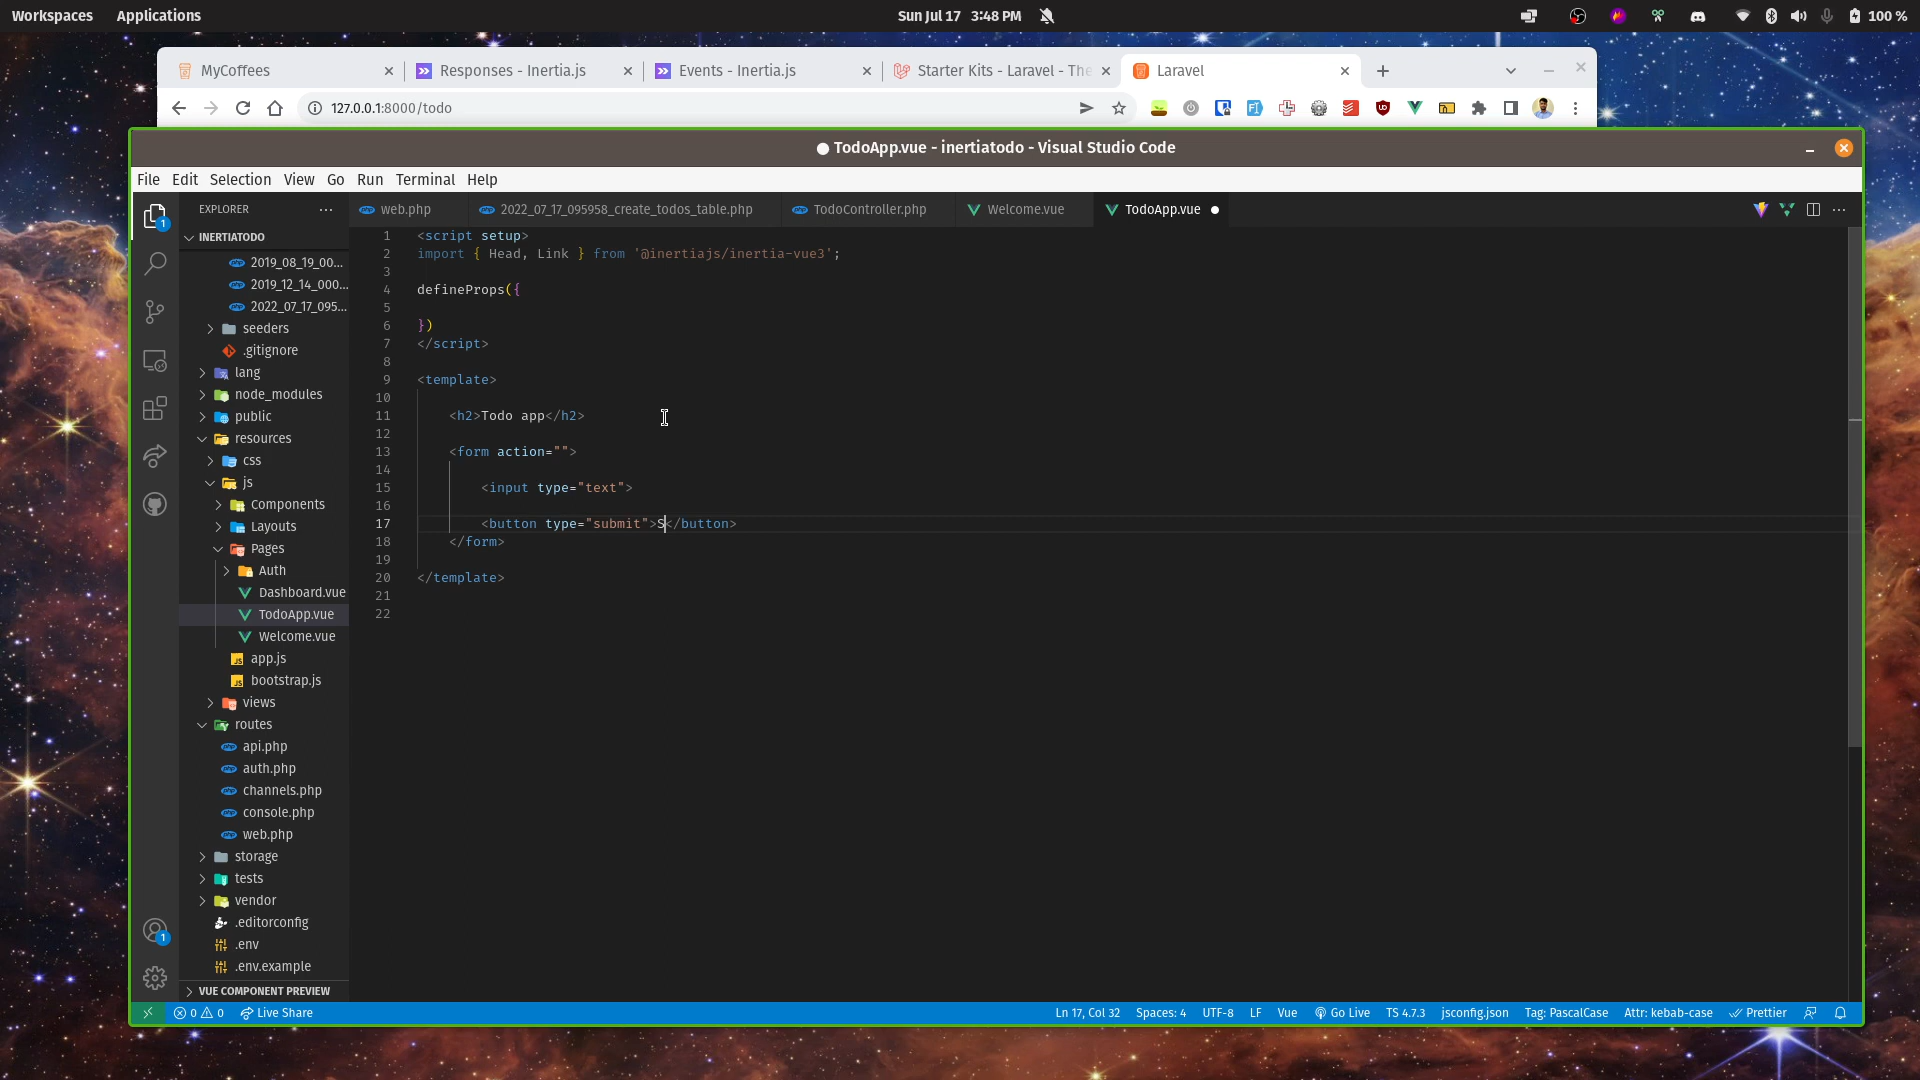 Workspaces Applications Sun Jul 17 3:48 PM 100 %
MyCoffees Responses - Inertia.js Events - Inertia.js Starter Kits - Laravel - The Laravel
127.0.0.1:8000/todo
TodoApp.vue - inertiatodo - Visual Studio Code
File Edit Selection View Go Run Terminal Help
EXPLORER web.php 2022_07_17_095958_create_todos_table.php TodoController.php Welcome.vue TodoApp.vue
INERTIATODO
2019_08_19_00...
2019_12_14_000...
2022_07_17_095...
seeders
.gitignore
lang
node_modules
public
resources
css
js
Components
Layouts
Pages
Auth
Dashboard.vue
TodoApp.vue
Welcome.vue
app.js
bootstrap.js
views
routes
api.php
auth.php
channels.php
console.php
web.php
storage
tests
vendor
.editorconfig
.env
.env.example
VUE COMPONENT PREVIEW
1 <script setup>
2 import { Head, Link } from '@inertiajs/inertia-vue3';
3
4 defineProps({
5
6 })
7 </script>
8
9 <template>
10
11 <h2>Todo app</h2>
12
13 <form action="">
14
15 <input type="text">
16
17 <button type="submit">S</button>
18 </form>
19
20 </template>
21
22
0 0 Live Share Ln 17, Col 32 Spaces: 4 UTF-8 LF Vue Go Live TS 4.7.3 jsconfig.json Tag: PascalCase Attr: kebab-case Prettier